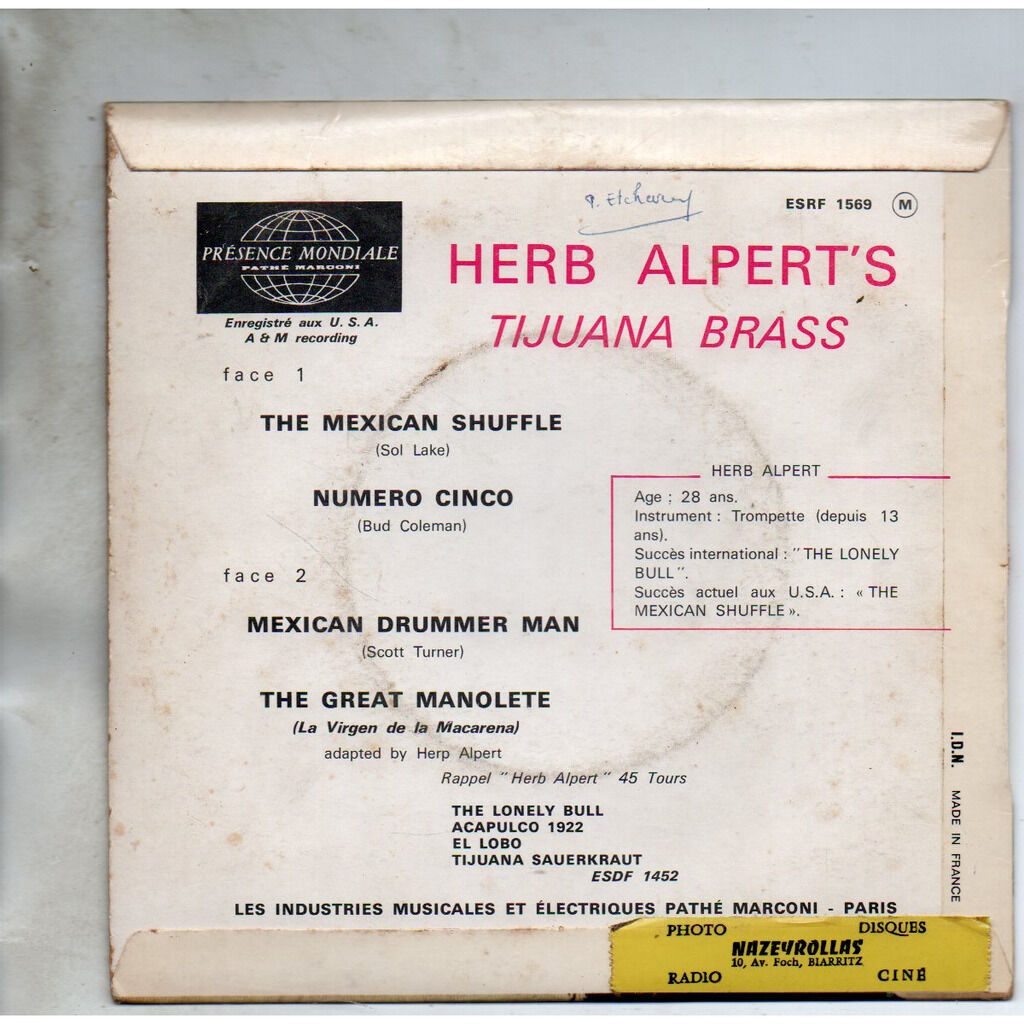 P. Etcheverry
ESRF 1569 M
PRÉSENCE MONDIALE
PATHÉ MARCONI
Enregistré aux U. S. A.
A & M recording
HERB ALPERT'S
TIJUANA BRASS
face 1
THE MEXICAN SHUFFLE
(Sol Lake)
NUMERO CINCO
(Bud Coleman)
HERB ALPERT
Age : 28 ans.
Instrument : Trompette (depuis 13
ans).
Succès international : " THE LONELY
BULL ".
Succès actuel aux U.S.A. : « THE
MEXICAN SHUFFLE ».
face 2
MEXICAN DRUMMER MAN
(Scott Turner)
THE GREAT MANOLETE
(La Virgen de la Macarena)
adapted by Herp Alpert
Rappel " Herb Alpert " 45 Tours
THE LONELY BULL
ACAPULCO 1922
EL LOBO
TIJUANA SAUERKRAUT
ESDF 1452
I.D.N. MADE IN FRANCE
LES INDUSTRIES MUSICALES ET ÉLECTRIQUES PATHÉ MARCONI - PARIS
PHOTO DISQUES
NAZEYROLLAS
10, Av. Foch, BIARRITZ
RADIO CINÉ